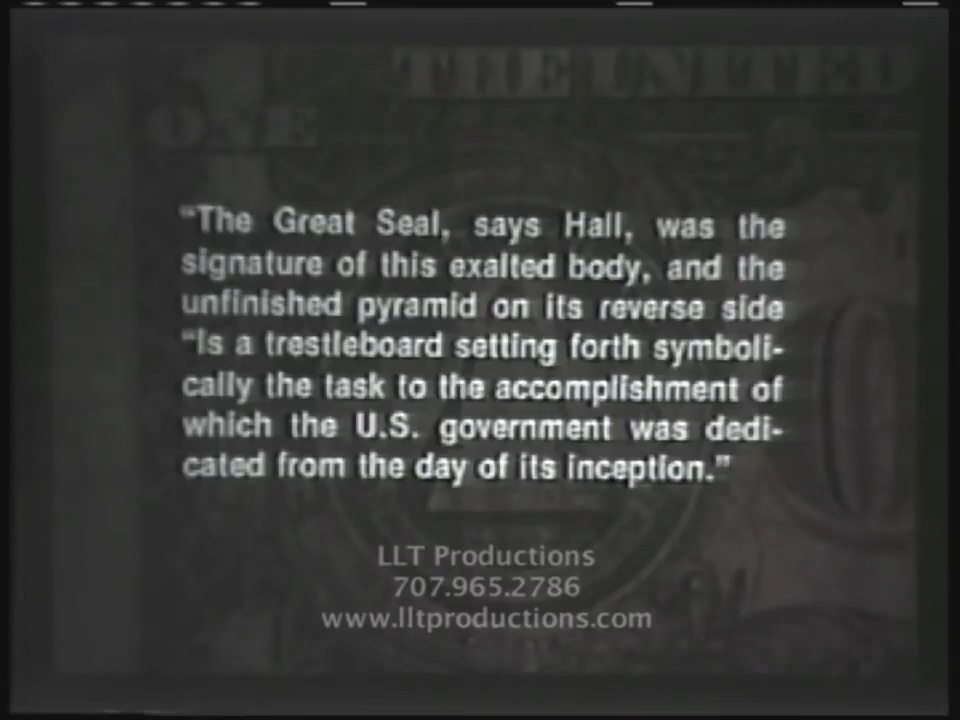 THE UNITED
ONE
"The Great Seal, says Hall, was the
signature of this exalted body, and the
unfinished pyramid on its reverse side
"Is a trestleboard setting forth symboli-
cally the task to the accomplishment of
which the U.S. government was dedi-
cated from the day of its inception."
LLT Productions
707.965.2786
www.lltproductions.com